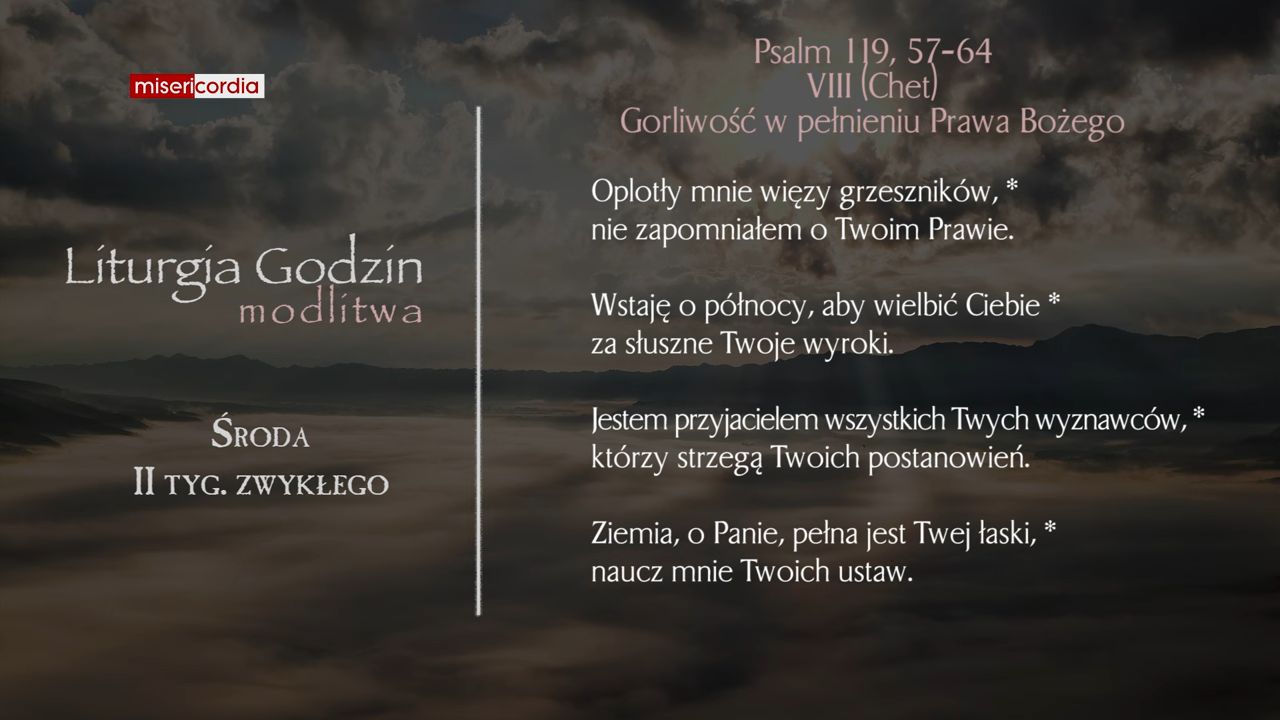 misericordia
Liturgia Godzin
modlitwa
Środa
II tyg. zwykłego
Psalm 119, 57-64
VIII (Chet)
Gorliwość w pełnieniu Prawa Bożego
Oplotły mnie więzy grzeszników, *
nie zapomniałem o Twoim Prawie.
Wstaję o północy, aby wielbić Ciebie *
za słuszne Twoje wyroki.
Jestem przyjacielem wszystkich Twych wyznawców, *
którzy strzegą Twoich postanowień.
Ziemia, o Panie, pełna jest Twej łaski, *
naucz mnie Twoich ustaw.